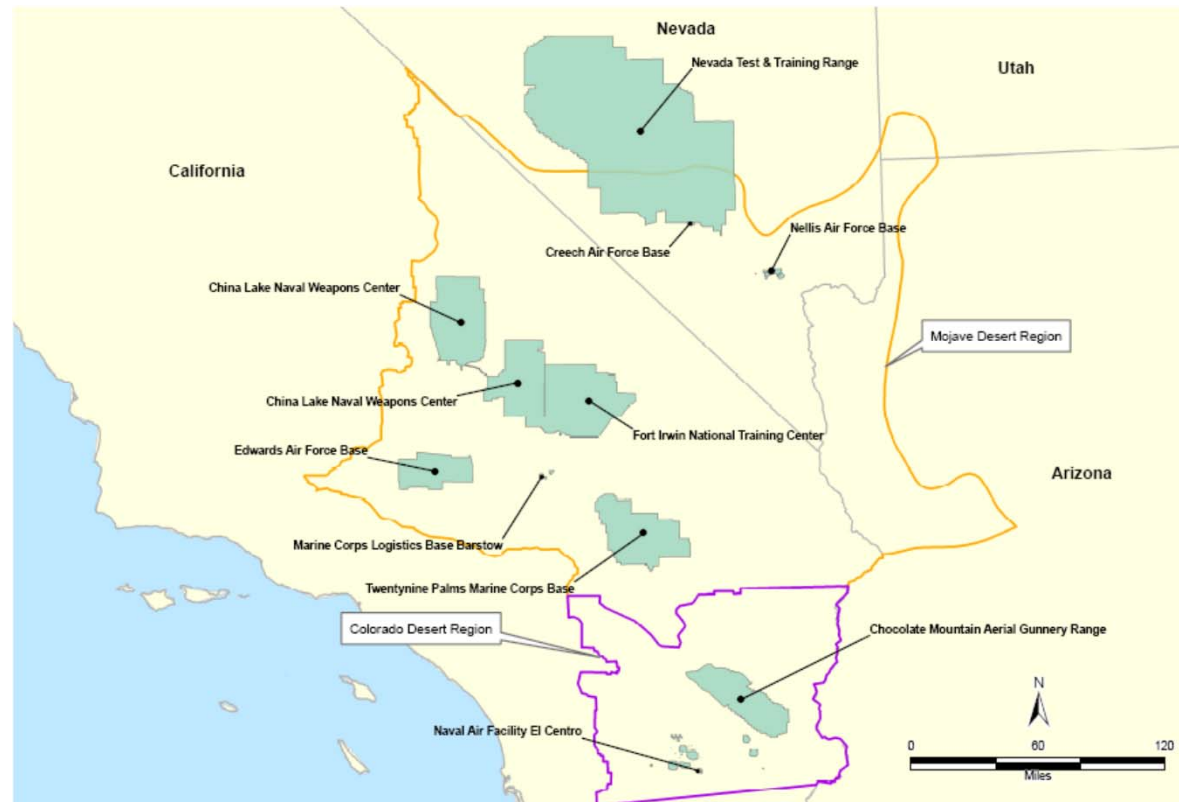 Nevada
Nevada Test & Training Range
Utah
California
Nellis Air Force Base
Creech Air Force Base
China Lake Naval Weapons Center
Mojave Desert Region
China Lake Naval Weapons Center
Fort Irwin National Training Center
Edwards Air Force Base
Arizona
Marine Corps Logistics Base Barstow
Twentynine Palms Marine Corps Base
Colorado Desert Region
Chocolate Mountain Aerial Gunnery Range
N
Naval Air Facility El Centro
0 60 120
Miles